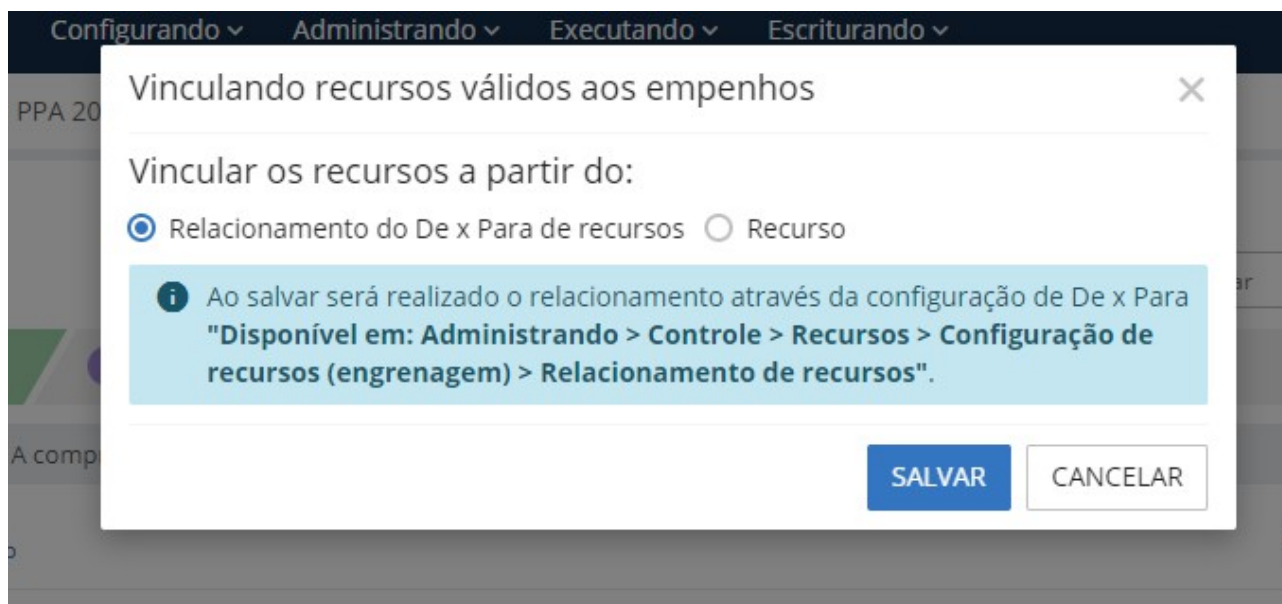 Configurando Administrando Executando Escriturando
Vinculando recursos válidos aos empenhos
PPA 20
Vincular os recursos a partir do:
Relacionamento do De x Para de recursos Recurso
Ao salvar será realizado o relacionamento através da configuração de De x Para
"Disponível em: Administrando > Controle > Recursos > Configuração de
recursos (engrenagem) > Relacionamento de recursos".
A comp
SALVAR CANCELAR